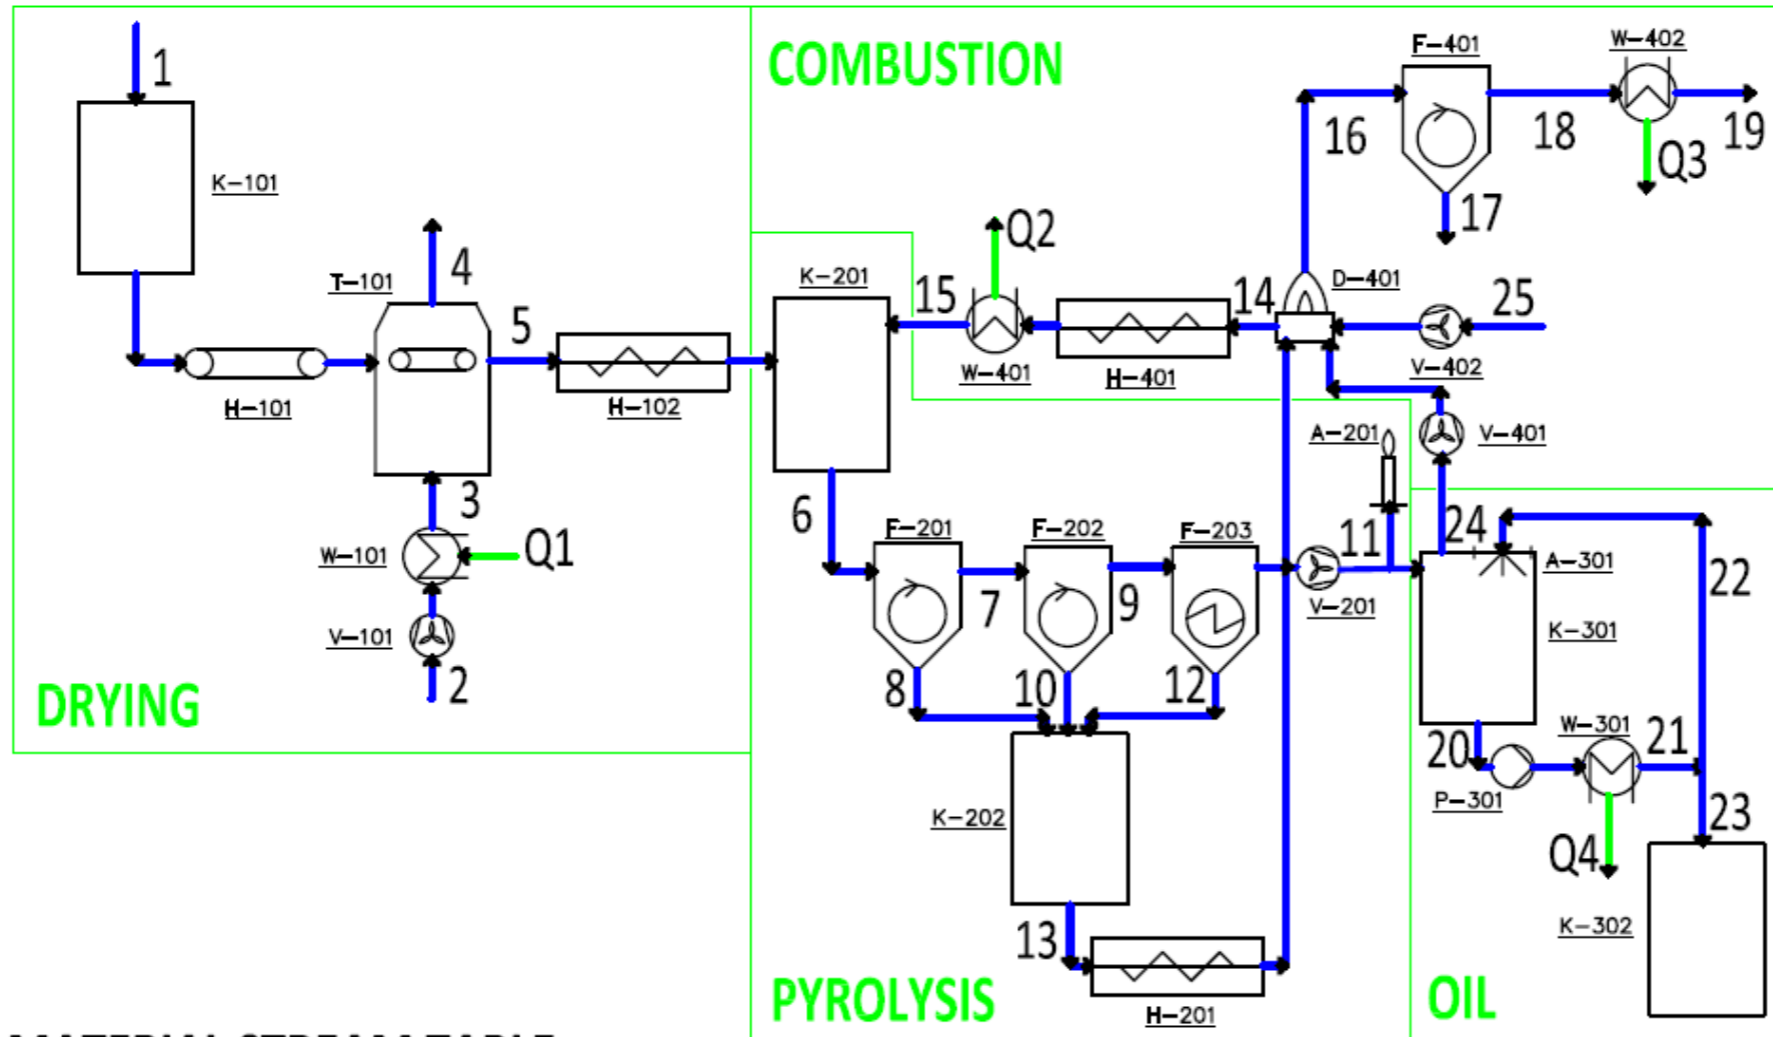 COMBUSTION
F-401
W-402
1
16
18
19
Q3
17
K-101
Q2
4
T-101
K-201
15
14
D-401
25
5
W-401
H-401
V-402
H-101
H-102
A-201
V-401
3
6
F-201
F-202
F-203
11
24
W-101
Q1
A-301
22
7
9
V-201
K-301
V-101
2
8
10
12
DRYING
W-301
20
21
P-301
K-202
23
Q4
13
K-302
PYROLYSIS
OIL
H-201
MATERIAL STREAM TABLE